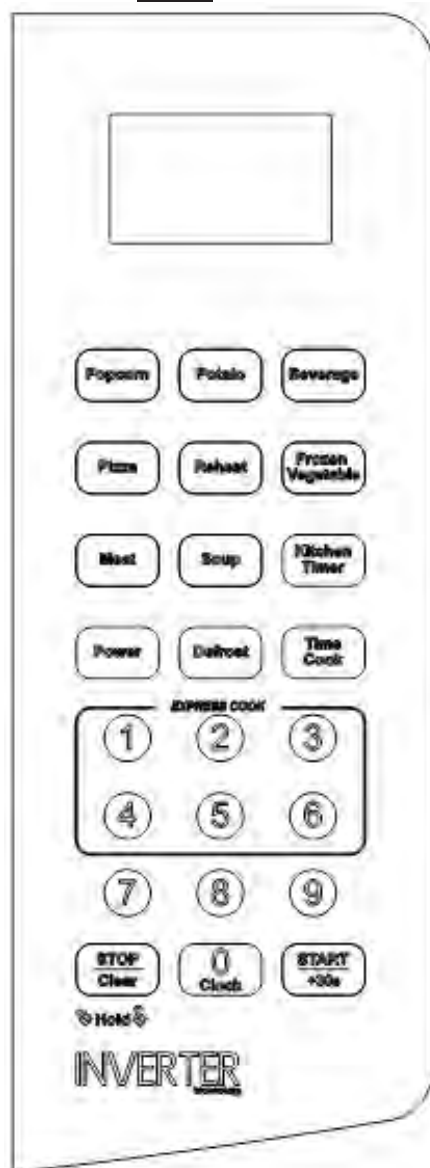 Popcorn Potato Beverage
Pizza Reheat Frozen Vegetable
Meat Soup Kitchen Timer
Power Defrost Time Cook
EXPRESS COOK
1 2 3
4 5 6
7 8 9
STOP Clear 0 Clock START +30s
Hold
INVERTER